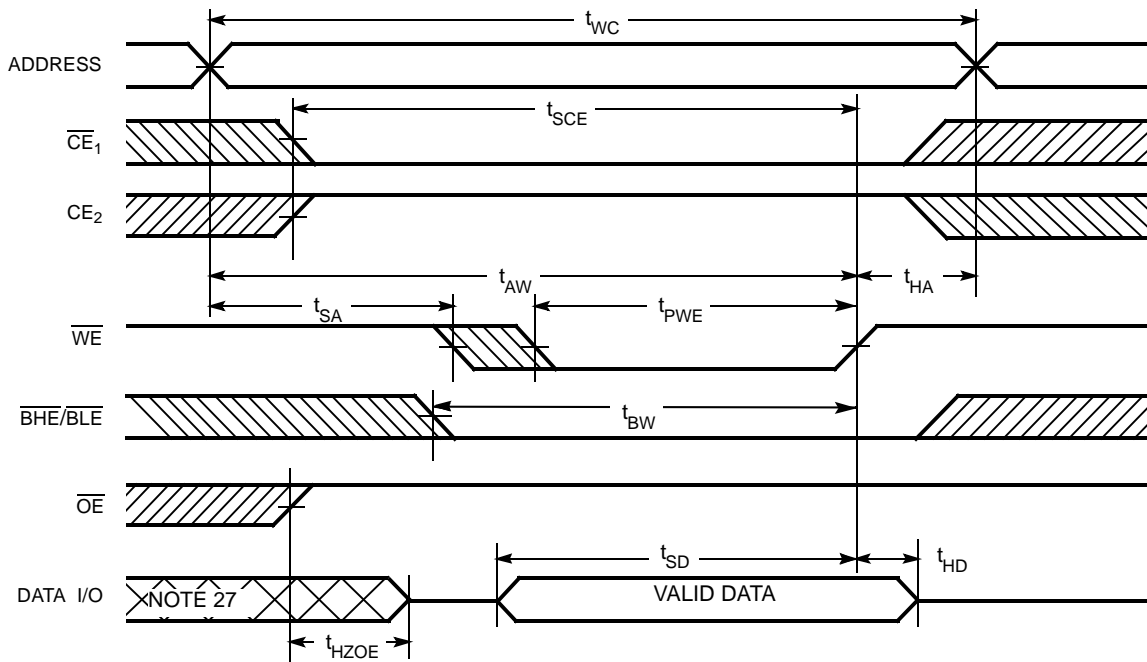 tWC
ADDRESS
tSCE
CE1
CE2
tAW
tHA
tSA
tPWE
WE
tBW
BHE/BLE
OE
tSD
tHD
DATA I/O
NOTE 27
VALID DATA
tHZOE